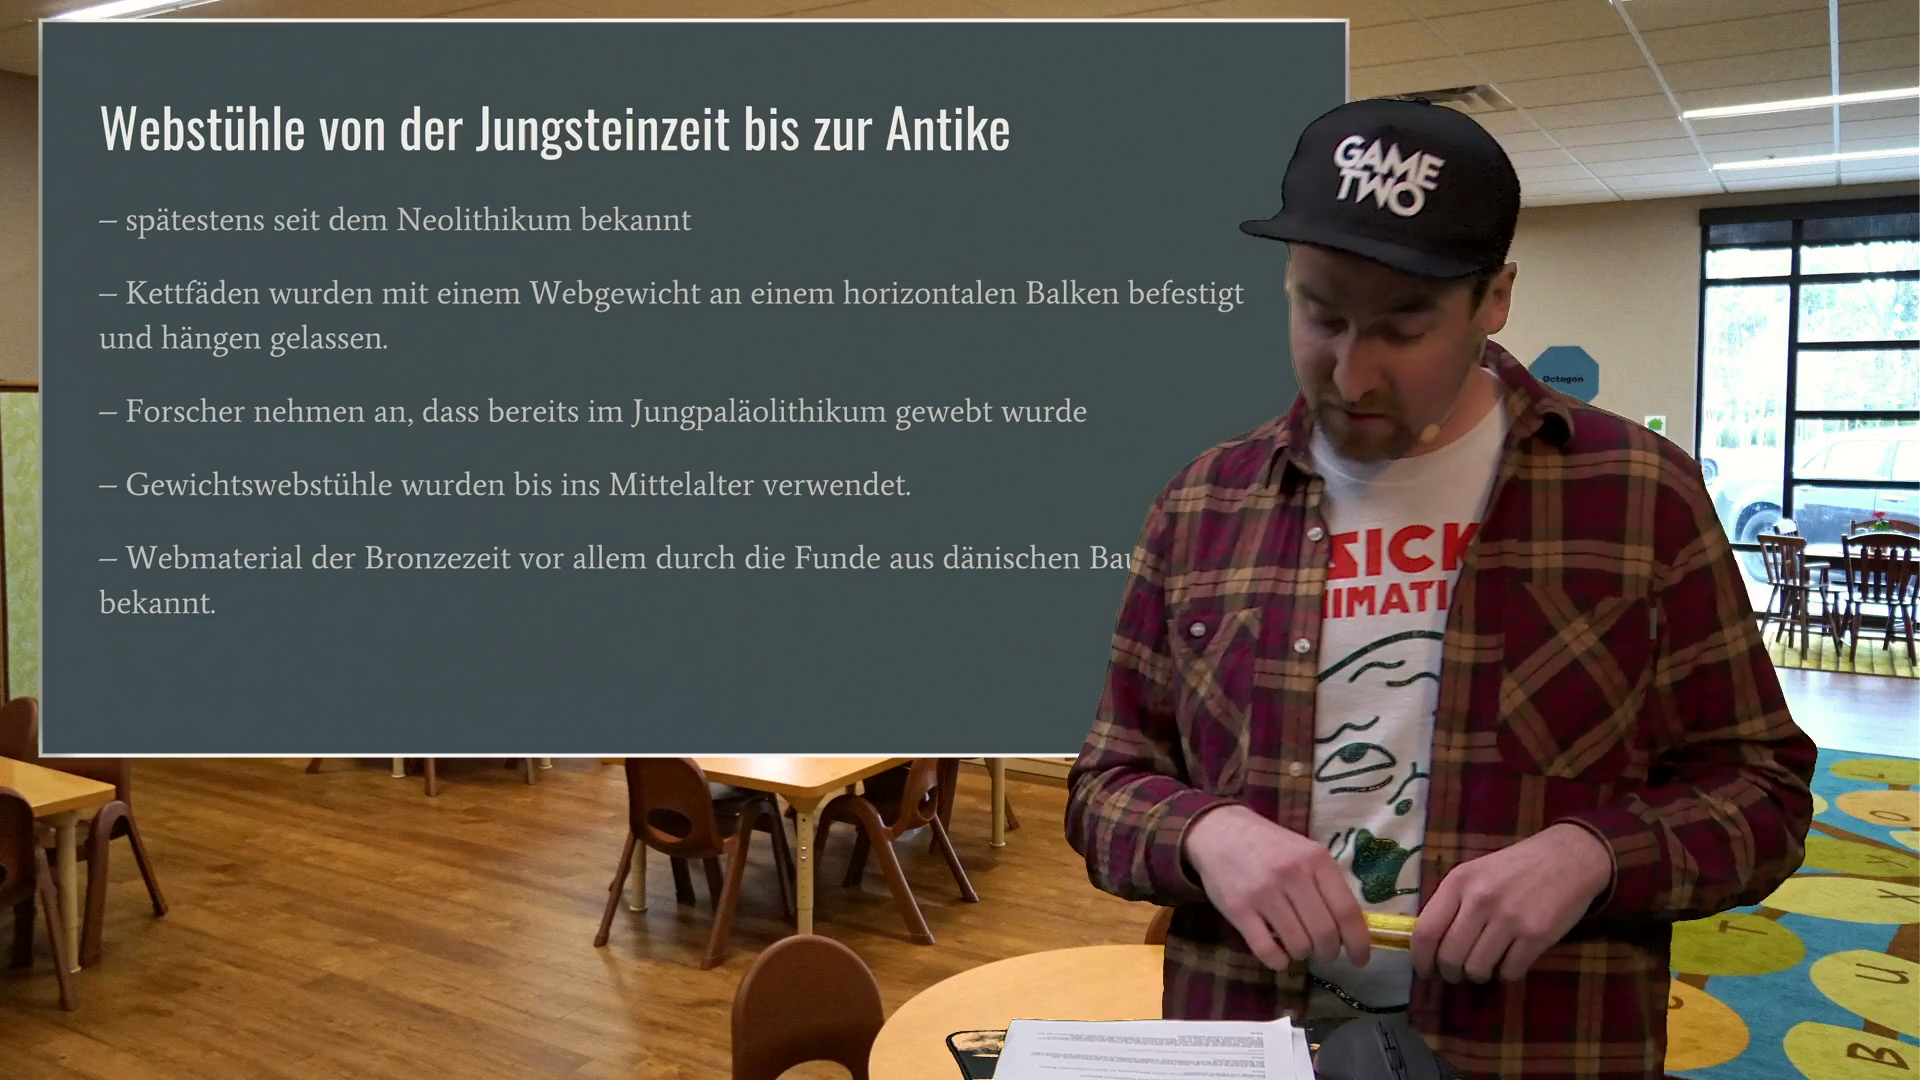 Webstühle von der Jungsteinzeit bis zur Antike
– spätestens seit dem Neolithikum bekannt
– Kettfäden wurden mit einem Webgewicht an einem horizontalen Balken befestigt
und hängen gelassen.
– Forscher nehmen an, dass bereits im Jungpaläolithikum gewebt wurde
– Gewichtswebstühle wurden bis ins Mittelalter verwendet.
– Webmaterial der Bronzezeit vor allem durch die Funde aus dänischen
bekannt.
GAME
TWO
Octagon
SICK
T
U
B